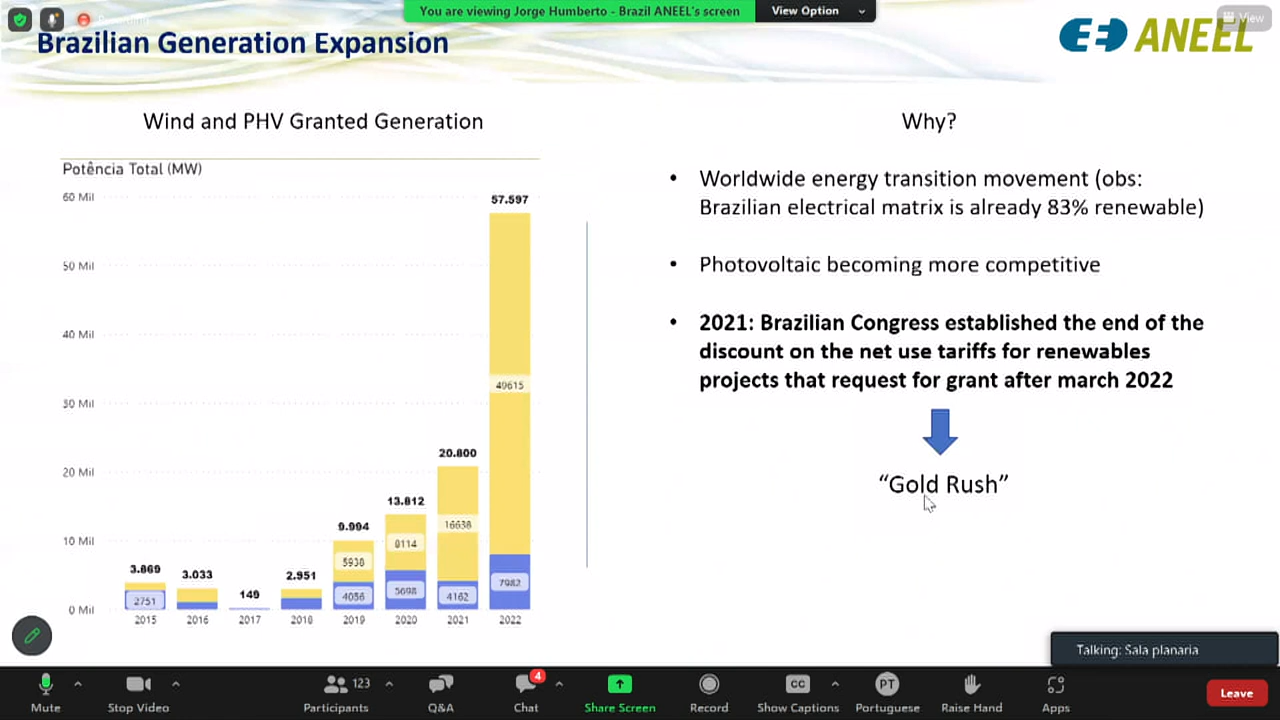 Recording
You are viewing Jorge Humberto - Brazil ANEEL's screen
View Option
View
Brazilian Generation Expansion
ANEEL
Wind and PHV Granted Generation
Potência Total (MW)
60 Mil
50 Mil
40 Mil
30 Mil
20 Mil
10 Mil
0 Mil
3.869
3.033
149
2.951
9.994
13.812
20.800
57.597
2751
5938
4056
8114
5698
16638
4162
49615
7982
2015
2016
2017
2018
2019
2020
2021
2022
Why?
• Worldwide energy transition movement (obs:
Brazilian electrical matrix is already 83% renewable)
• Photovoltaic becoming more competitive
• 2021: Brazilian Congress established the end of the
discount on the net use tariffs for renewables
projects that request for grant after march 2022
“Gold Rush”
Talking: Sala planaria
Mute
Stop Video
123
Participants
Q&A
4
Chat
Share Screen
Record
CC
Show Captions
PT
Portuguese
Raise Hand
Apps
Leave